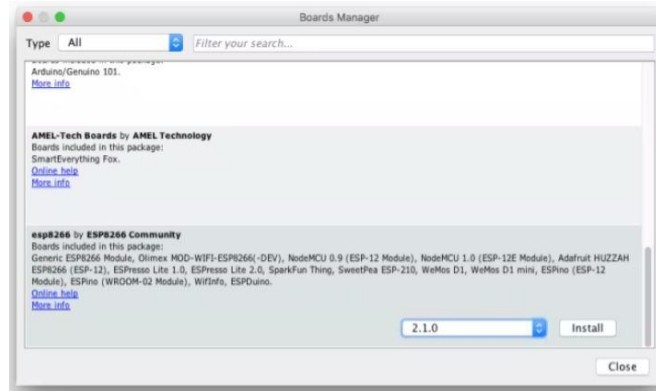 Boards Manager
Type All Filter your search...
Arduino/Genuino 101.
More info
AMEL-Tech Boards by AMEL Technology
Boards included in this package:
SmartEverything Fox.
Online help
More info
esp8266 by ESP8266 Community
Boards included in this package:
Generic ESP8266 Module, Olimex MOD-WIFI-ESP8266(-DEV), NodeMCU 0.9 (ESP-12 Module), NodeMCU 1.0 (ESP-12E Module), Adafruit HUZZAH
ESP8266 (ESP-12), ESPresso Lite 1.0, ESPresso Lite 2.0, SparkFun Thing, SweetPea ESP-210, WeMos D1, WeMos D1 mini, ESPino (ESP-12
Module), ESPino (WROOM-02 Module), WifInfo, ESPDuino.
Online help
More info
2.1.0 Install
Close